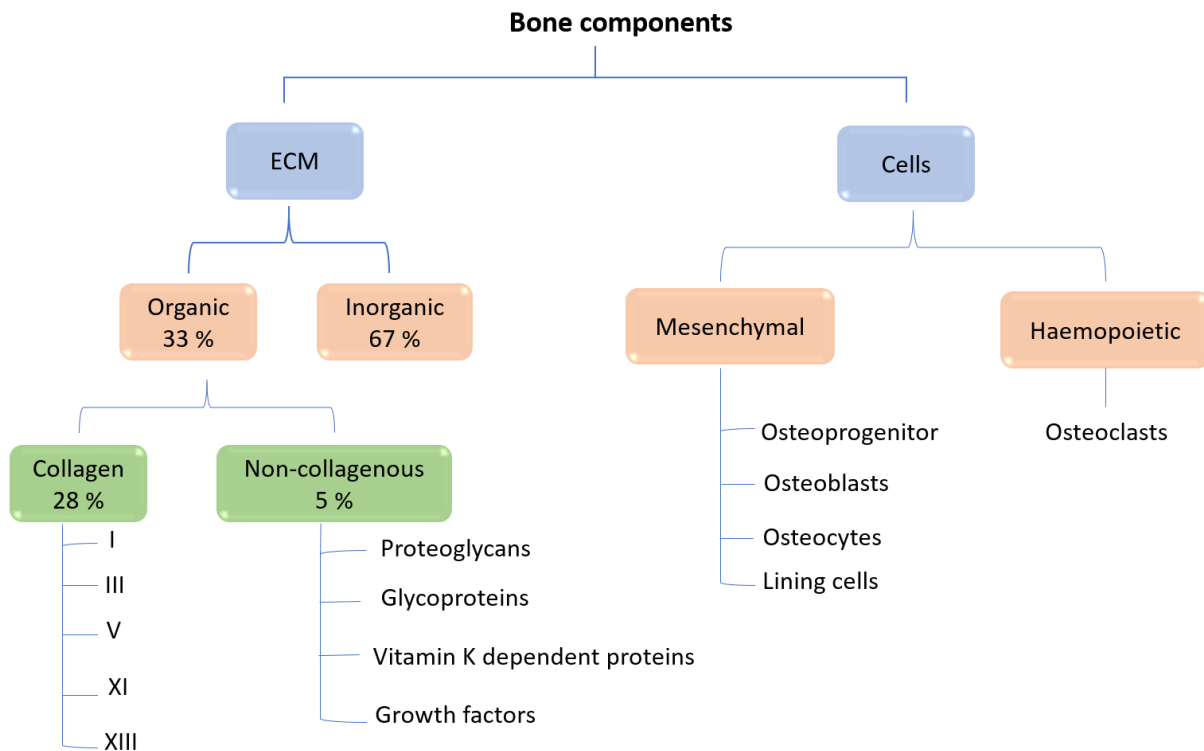 Bone components
ECM
Cells
Organic
33 %
Inorganic
67 %
Mesenchymal
Haemopoietic
Collagen
28 %
Non-collagenous
5 %
I
III
V
XI
XIII
Proteoglycans
Glycoproteins
Vitamin K dependent proteins
Growth factors
Osteoprogenitor
Osteoblasts
Osteocytes
Lining cells
Osteoclasts